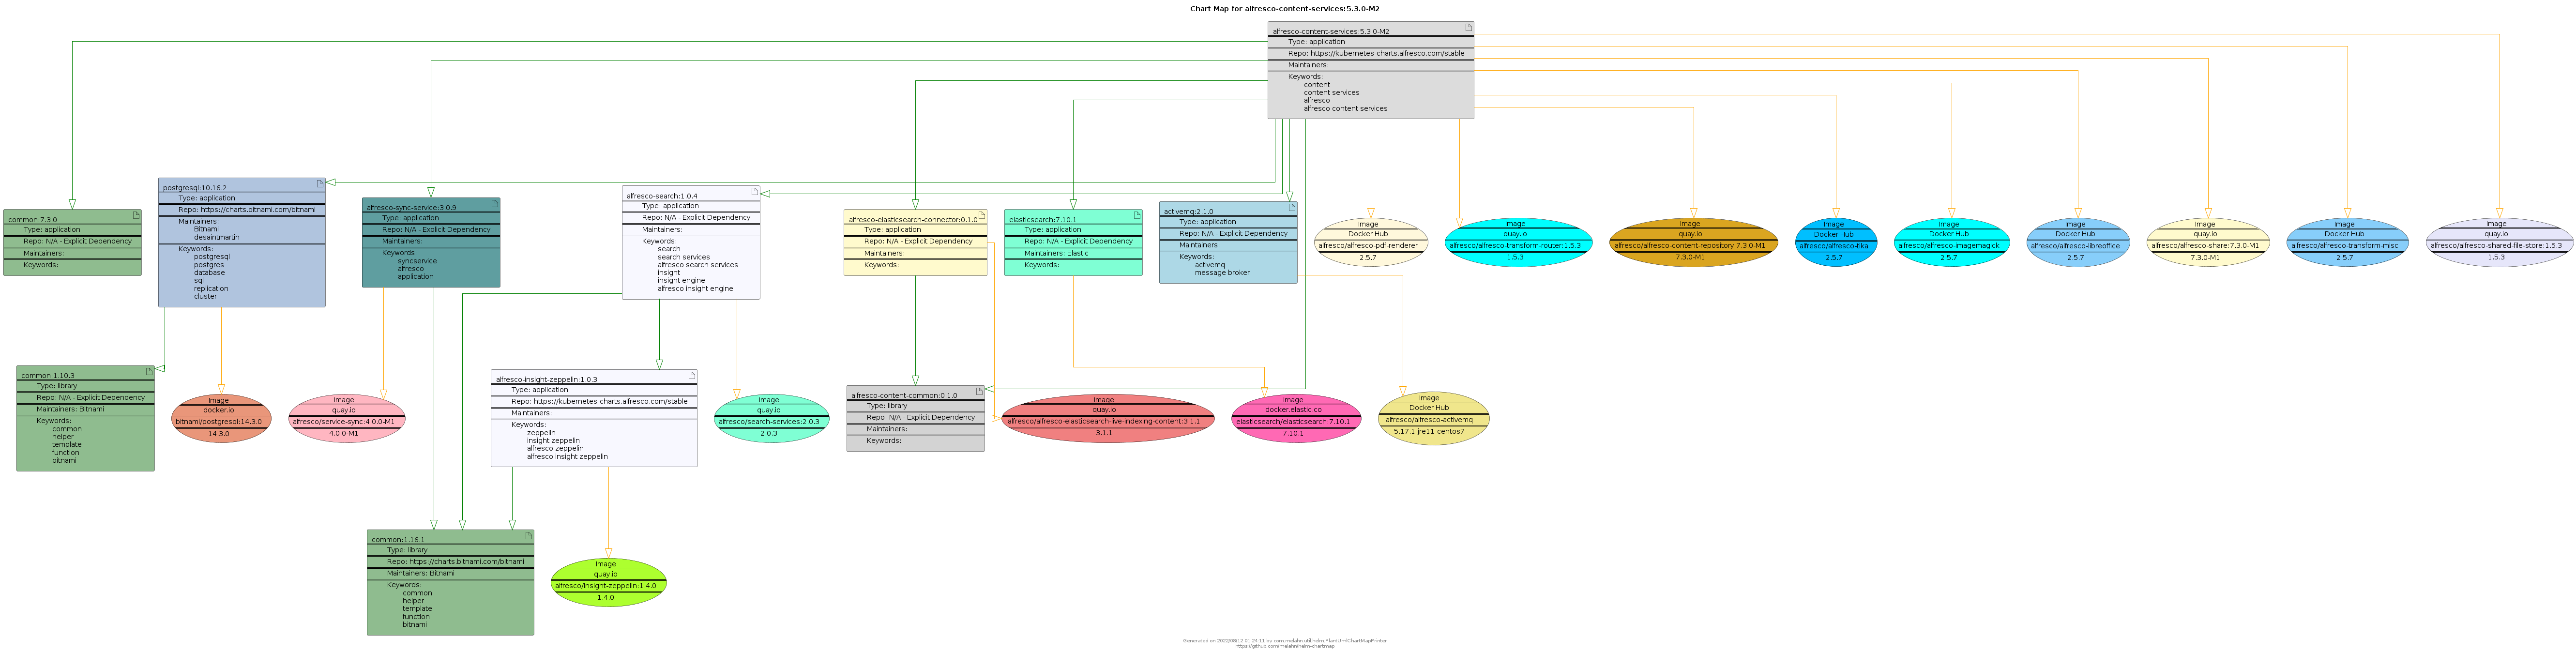 Chart Map for alfresco-content-services:5.3.0-M2
alfresco-content-services:5.3.0-M2
Type: application
Repo: https://kubernetes-charts.alfresco.com/stable
Maintainers:
Keywords:
content
content services
alfresco
alfresco content services
common:7.3.0
Type: application
Repo: N/A - Explicit Dependency
Maintainers:
Keywords:
postgresql:10.16.2
Type: application
Repo: https://charts.bitnami.com/bitnami
Maintainers:
Bitnami
desaintmartin
Keywords:
postgresql
postgres
database
sql
replication
cluster
alfresco-sync-service:3.0.9
Type: application
Repo: N/A - Explicit Dependency
Maintainers:
Keywords:
syncservice
alfresco
application
alfresco-search:1.0.4
Type: application
Repo: N/A - Explicit Dependency
Maintainers:
Keywords:
search
search services
alfresco search services
insight
insight engine
alfresco insight engine
alfresco-elasticsearch-connector:0.1.0
Type: application
Repo: N/A - Explicit Dependency
Maintainers:
Keywords:
elasticsearch:7.10.1
Type: application
Repo: N/A - Explicit Dependency
Maintainers: Elastic
Keywords:
activemq:2.1.0
Type: application
Repo: N/A - Explicit Dependency
Maintainers:
Keywords:
activemq
message broker
Image
Docker Hub
alfresco/alfresco-pdf-renderer
2.5.7
Image
quay.io
alfresco/alfresco-transform-router:1.5.3
1.5.3
Image
quay.io
alfresco/alfresco-content-repository:7.3.0-M1
7.3.0-M1
Image
Docker Hub
alfresco/alfresco-tika
2.5.7
Image
Docker Hub
alfresco/alfresco-imagemagick
2.5.7
Image
Docker Hub
alfresco/alfresco-libreoffice
2.5.7
Image
quay.io
alfresco/alfresco-share:7.3.0-M1
7.3.0-M1
Image
Docker Hub
alfresco/alfresco-transform-misc
2.5.7
Image
quay.io
alfresco/alfresco-shared-file-store:1.5.3
1.5.3
common:1.10.3
Type: library
Repo: N/A - Explicit Dependency
Maintainers: Bitnami
Keywords:
common
helper
template
function
bitnami
Image
docker.io
bitnami/postgresql:14.3.0
14.3.0
Image
quay.io
alfresco/service-sync:4.0.0-M1
4.0.0-M1
alfresco-insight-zeppelin:1.0.3
Type: application
Repo: https://kubernetes-charts.alfresco.com/stable
Maintainers:
Keywords:
zeppelin
insight zeppelin
alfresco zeppelin
alfresco insight zeppelin
Image
quay.io
alfresco/search-services:2.0.3
2.0.3
alfresco-content-common:0.1.0
Type: library
Repo: N/A - Explicit Dependency
Maintainers:
Keywords:
Image
quay.io
alfresco/alfresco-elasticsearch-live-indexing-content:3.1.1
3.1.1
Image
docker.elastic.co
elasticsearch/elasticsearch:7.10.1
7.10.1
Image
Docker Hub
alfresco/alfresco-activemq
5.17.1-jre11-centos7
common:1.16.1
Type: library
Repo: https://charts.bitnami.com/bitnami
Maintainers: Bitnami
Keywords:
common
helper
template
function
bitnami
Image
quay.io
alfresco/insight-zeppelin:1.4.0
1.4.0
Generated on 2022/08/12 01:24:11 by com.melahn.util.helm.PlantUmlChartMapPrinter
https://github.com/melahn/helm-chartmap